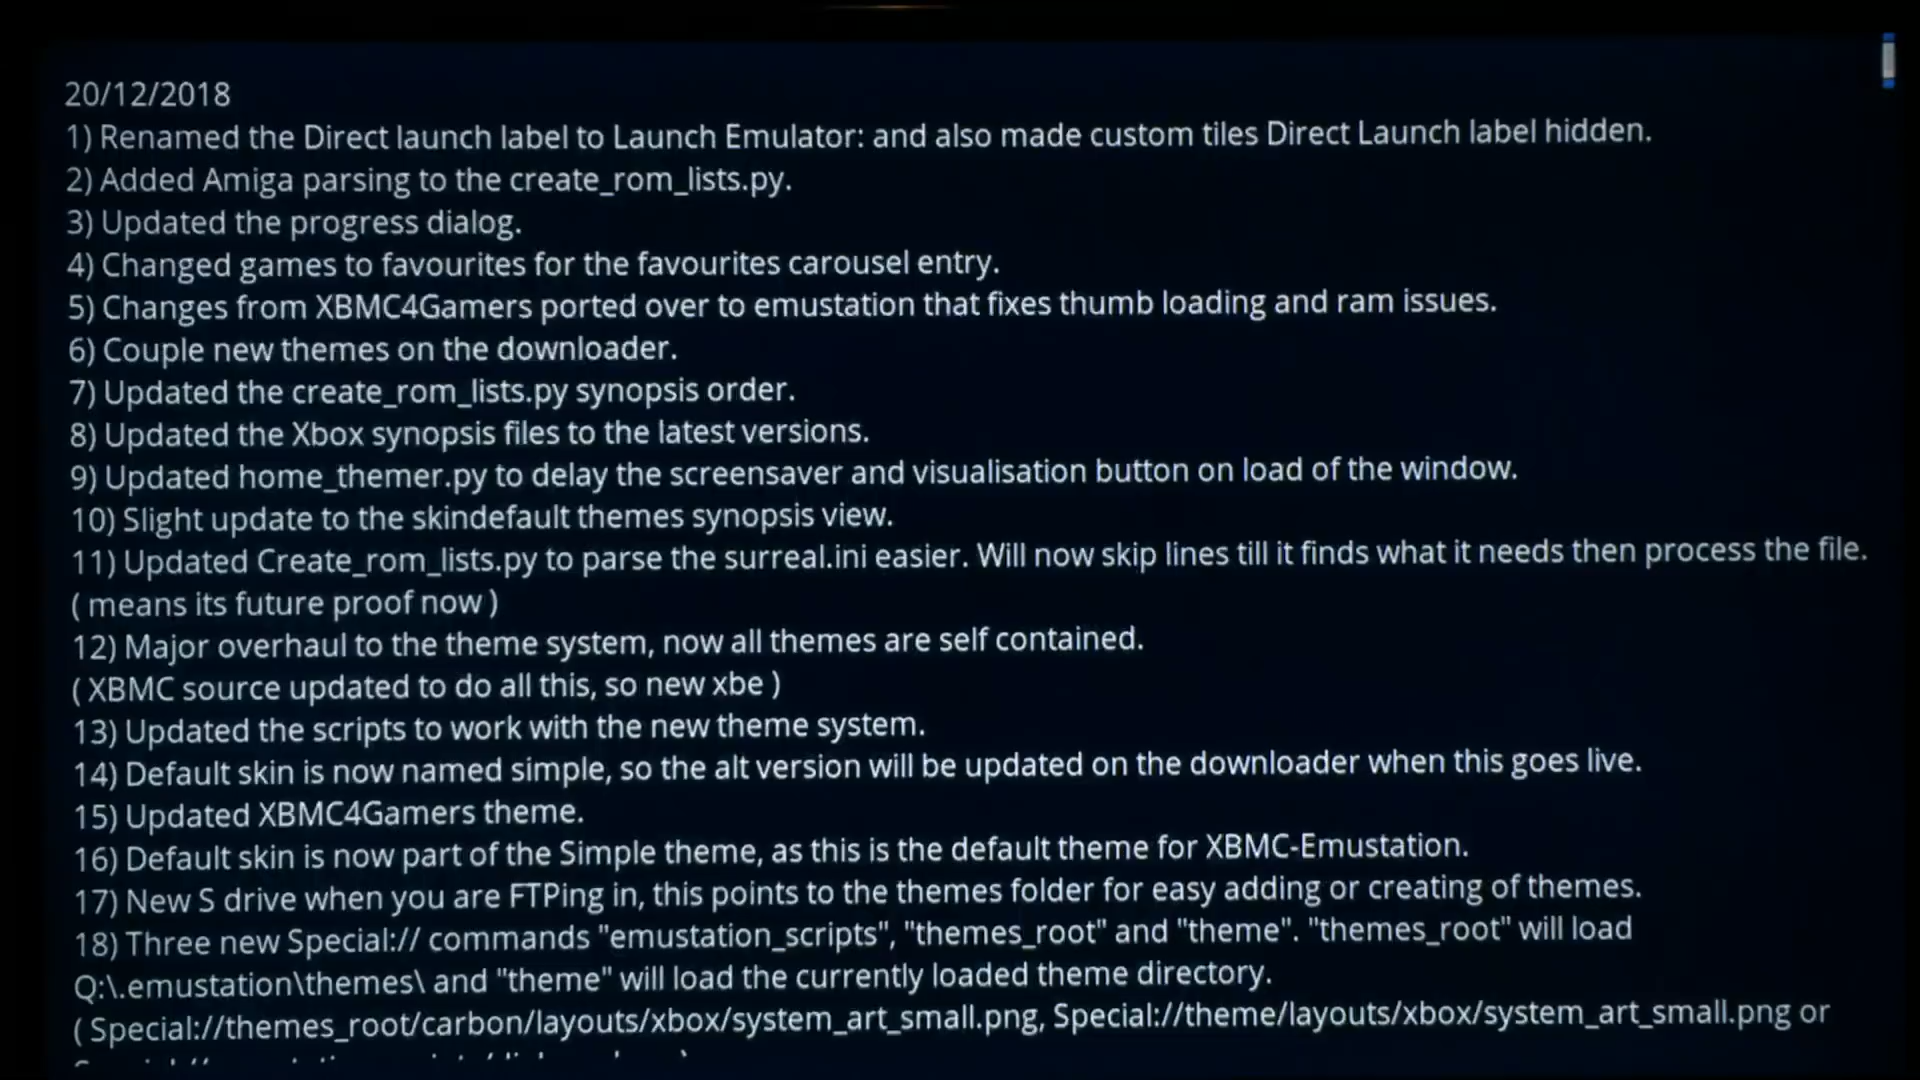 20/12/2018
1) Renamed the Direct launch label to Launch Emulator: and also made custom tiles Direct Launch label hidden.
2) Added Amiga parsing to the create_rom_lists.py.
3) Updated the progress dialog.
4) Changed games to favourites for the favourites carousel entry.
5) Changes from XBMC4Gamers ported over to emustation that fixes thumb loading and ram issues.
6) Couple new themes on the downloader.
7) Updated the create_rom_lists.py synopsis order.
8) Updated the Xbox synopsis files to the latest versions.
9) Updated home_themer.py to delay the screensaver and visualisation button on load of the window.
10) Slight update to the skindefault themes synopsis view.
11) Updated Create_rom_lists.py to parse the surreal.ini easier. Will now skip lines till it finds what it needs then process the file.
( means its future proof now )
12) Major overhaul to the theme system, now all themes are self contained.
( XBMC source updated to do all this, so new xbe )
13) Updated the scripts to work with the new theme system.
14) Default skin is now named simple, so the alt version will be updated on the downloader when this goes live.
15) Updated XBMC4Gamers theme.
16) Default skin is now part of the Simple theme, as this is the default theme for XBMC-Emustation.
17) New S drive when you are FTPing in, this points to the themes folder for easy adding or creating of themes.
18) Three new Special:// commands "emustation_scripts", "themes_root" and "theme". "themes_root" will load
Q:\.emustation\themes\ and "theme" will load the currently loaded theme directory.
( Special://themes_root/carbon/layouts/xbox/system_art_small.png, Special://theme/layouts/xbox/system_art_small.png or